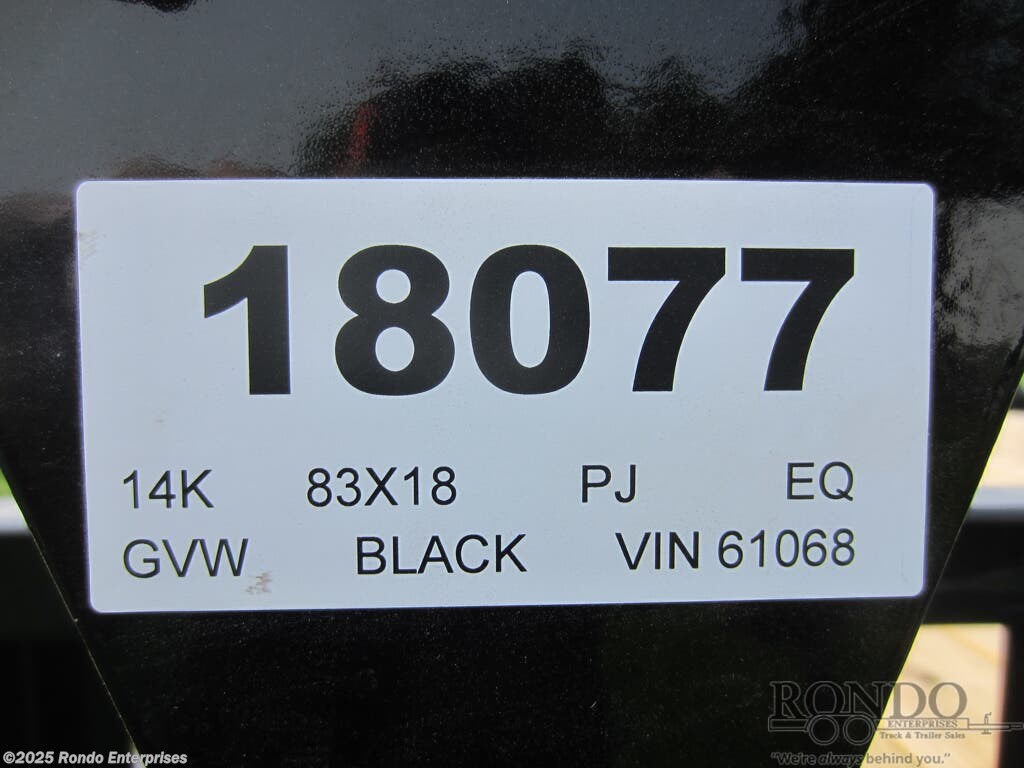 18077
14K 83X18 PJ EQ
GVW BLACK VIN 61068
RONDO
ENTERPRISES
Truck & Trailer Sales
"We're always behind you."
©2025 Rondo Enterprises